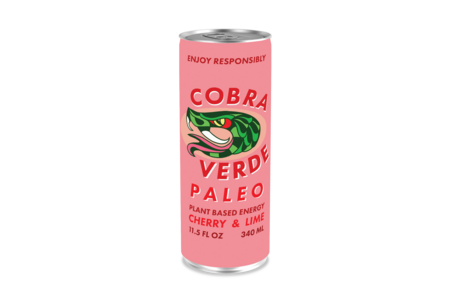 ENJOY RESPONSIBLY
COBRA
VERDE
PALEO
PLANT BASED ENERGY
CHERRY & LIME
11.5 FL OZ 340 ML